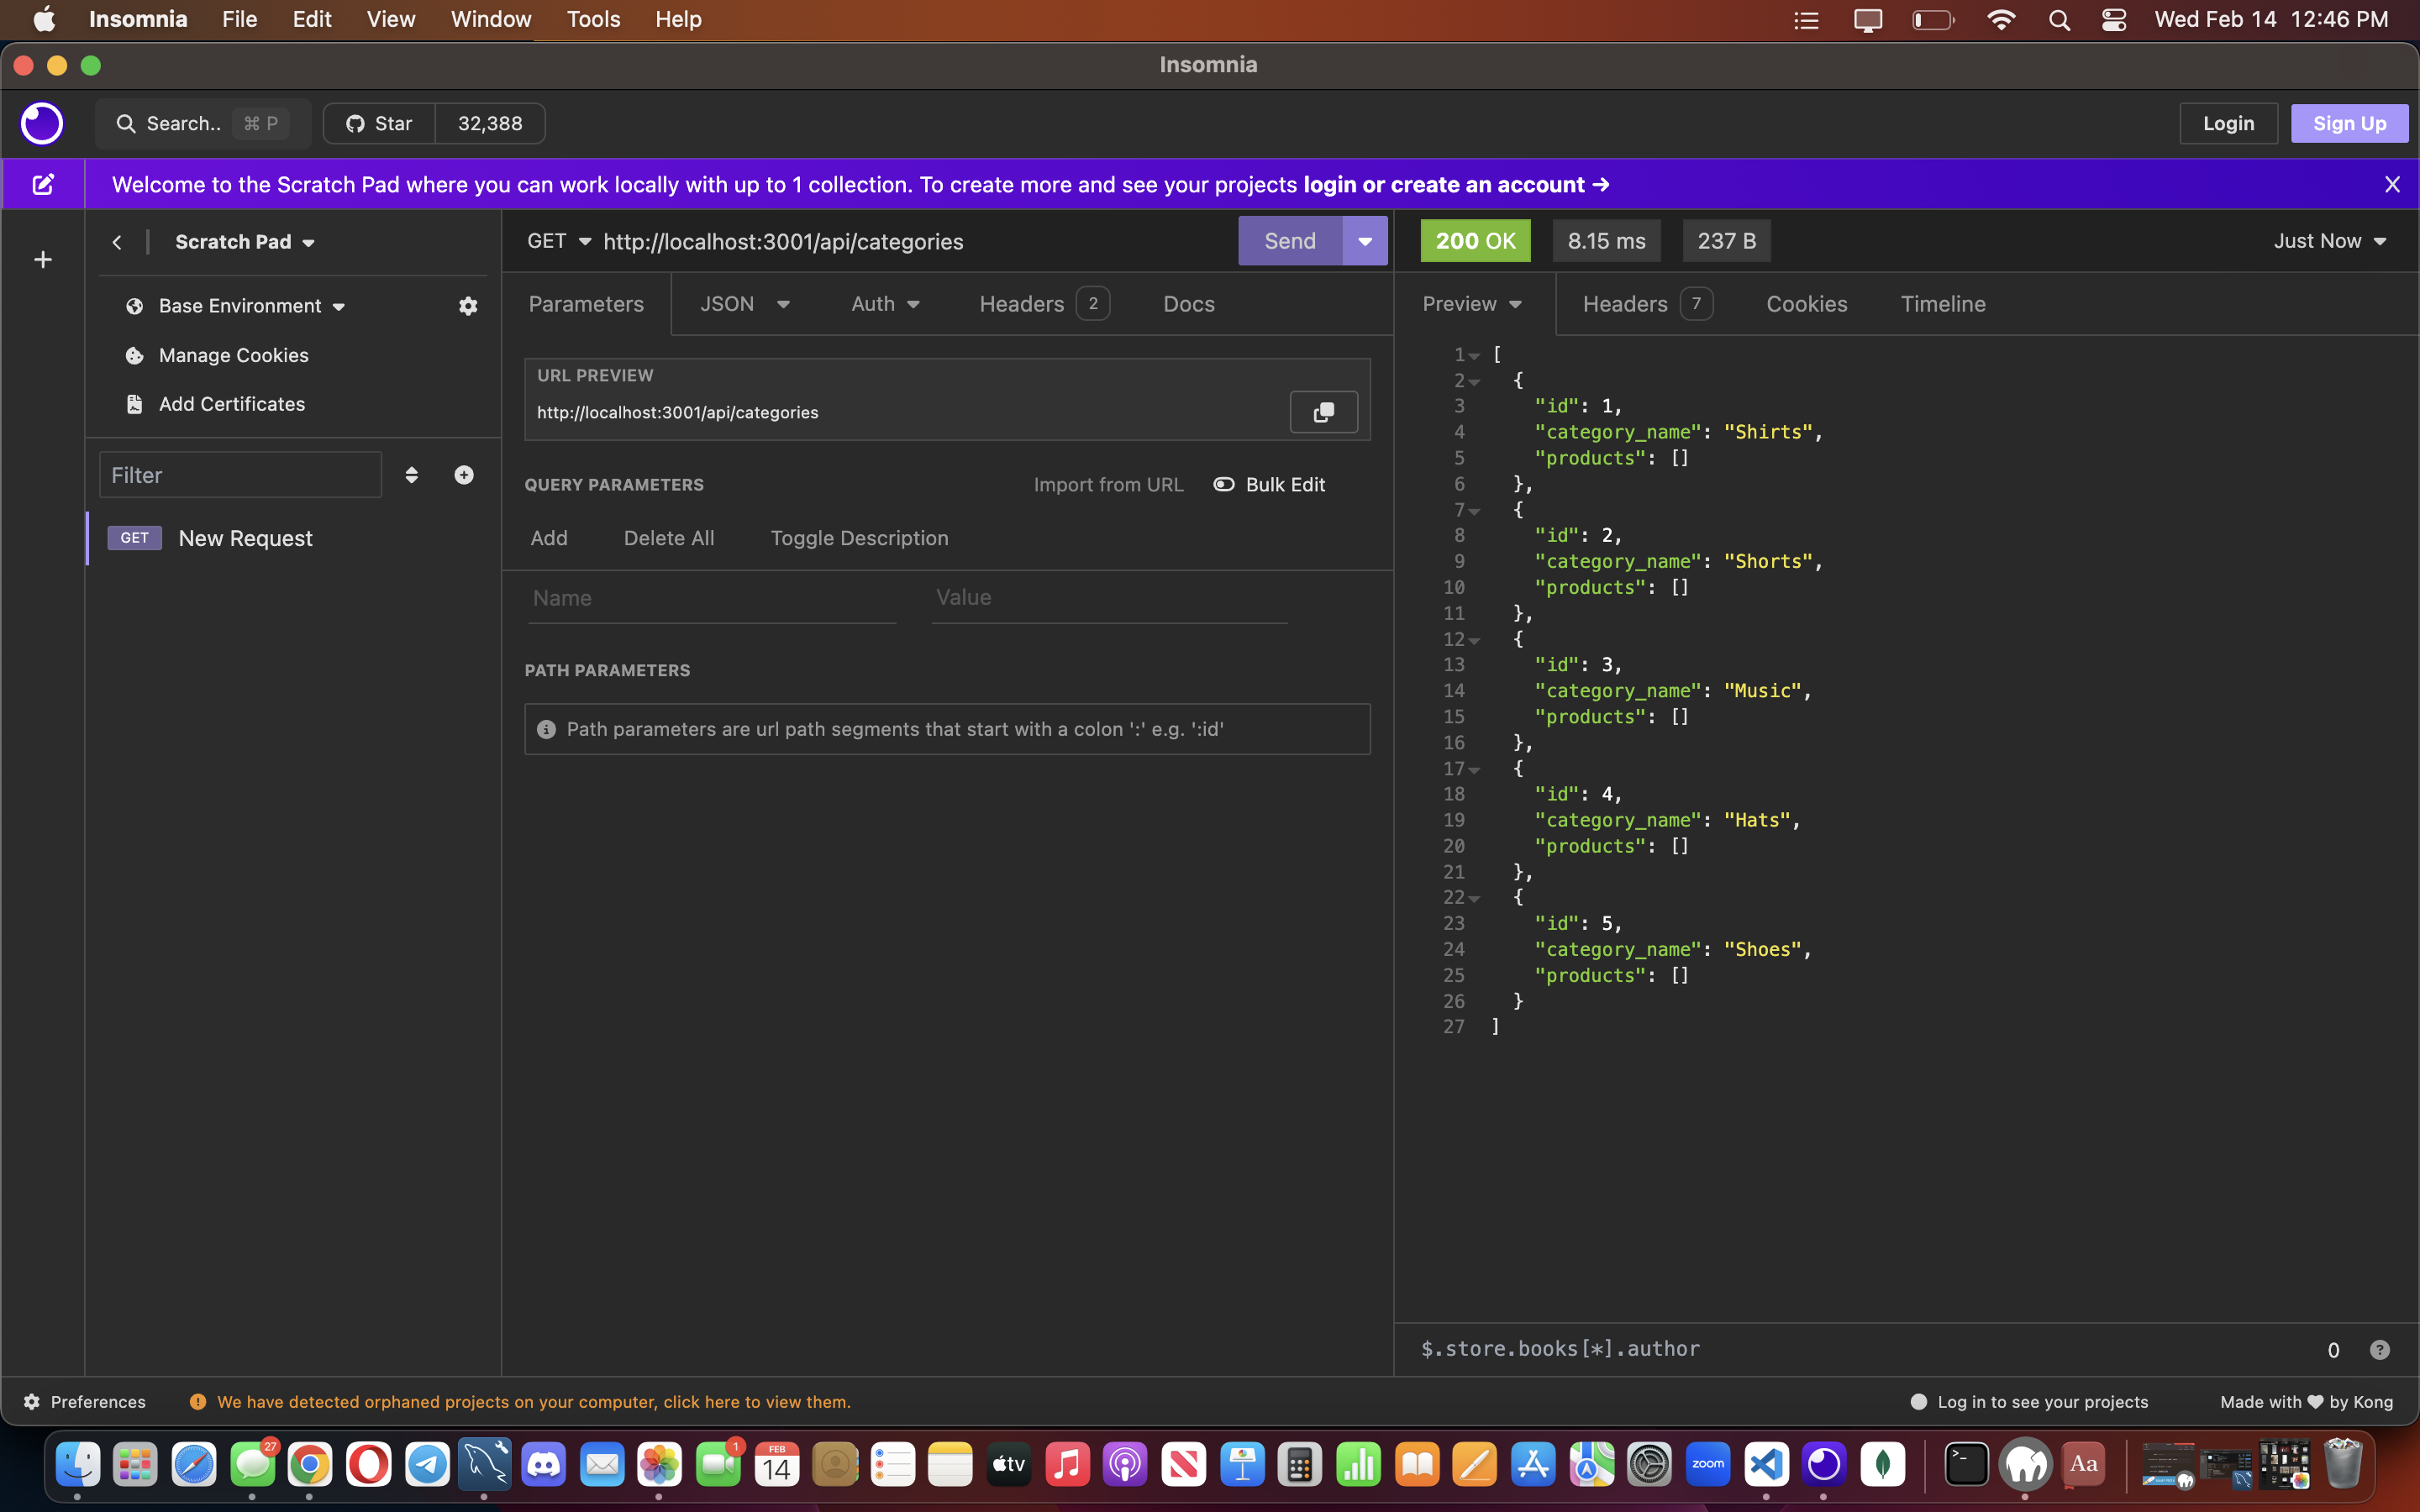 Insomnia File Edit View Window Tools Help Wed Feb 14 12:46 PM
Insomnia
Search.. ⌘ P Star 32,388 Login Sign Up
Welcome to the Scratch Pad where you can work locally with up to 1 collection. To create more and see your projects login or create an account → X
Scratch Pad
Base Environment
Manage Cookies
Add Certificates
Filter
GET New Request
GET http://localhost:3001/api/categories Send
Parameters JSON Auth Headers 2 Docs
URL PREVIEW
http://localhost:3001/api/categories
QUERY PARAMETERS Import from URL Bulk Edit
Add Delete All Toggle Description
Name Value
PATH PARAMETERS
Path parameters are url path segments that start with a colon ':' e.g. ':id'
200 OK 8.15 ms 237 B Just Now
Preview Headers 7 Cookies Timeline
1 [
2 {
3 "id": 1,
4 "category_name": "Shirts",
5 "products": []
6 },
7 {
8 "id": 2,
9 "category_name": "Shorts",
10 "products": []
11 },
12 {
13 "id": 3,
14 "category_name": "Music",
15 "products": []
16 },
17 {
18 "id": 4,
19 "category_name": "Hats",
20 "products": []
21 },
22 {
23 "id": 5,
24 "category_name": "Shoes",
25 "products": []
26 }
27 ]
$.store.books[*].author 0 ?
Preferences We have detected orphaned projects on your computer, click here to view them. Log in to see your projects Made with ♥ by Kong
27 1 FEB 14 tv zoom >_ Aa